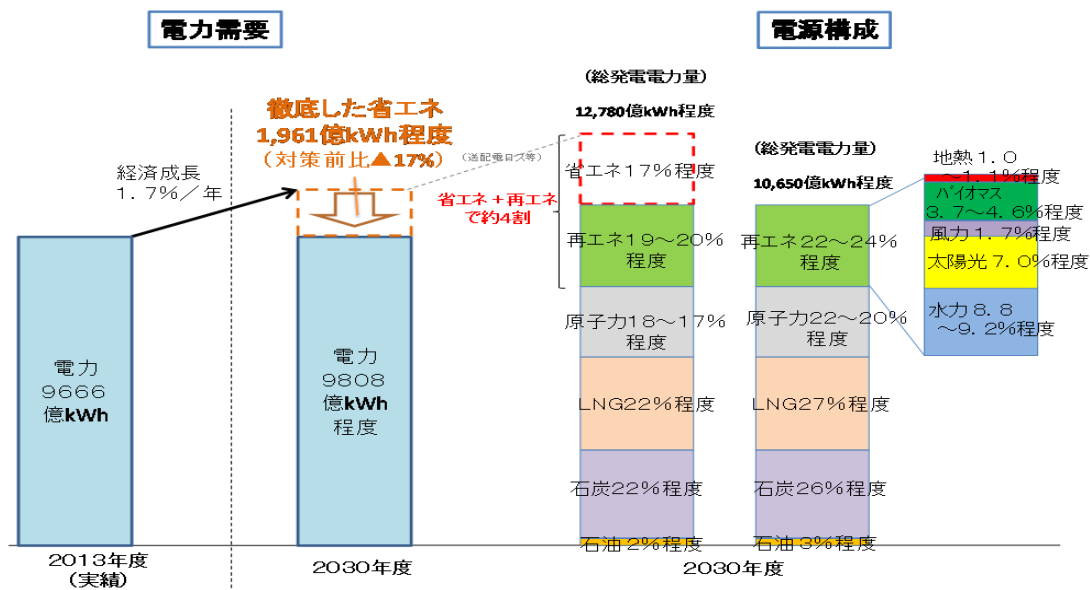 電力需要
電源構成
徹底した省エネ
1,961億kWh程度
(対策前比▲17%)
経済成長
1.7%/年
電力
9666
億kWh
電力
9808
億kWh
程度
2013年度
(実績)
2030年度
(送配電ロス等)
省エネ+再エネ
で約4割
(総発電電力量)
12,780億kWh程度
省エネ17%程度
再エネ19~20%
程度
原子力18~17%
程度
LNG22%程度
石炭22%程度
石油2%程度
(総発電電力量)
10,650億kWh程度
再エネ22~24%
程度
原子力22~20%
程度
LNG27%程度
石炭26%程度
石油3%程度
2030年度
地熱1.0
~1.1%程度
バイオマス
3.7~4.6%程度
風力1.7%程度
太陽光7.0%程度
水力8.8
~9.2%程度